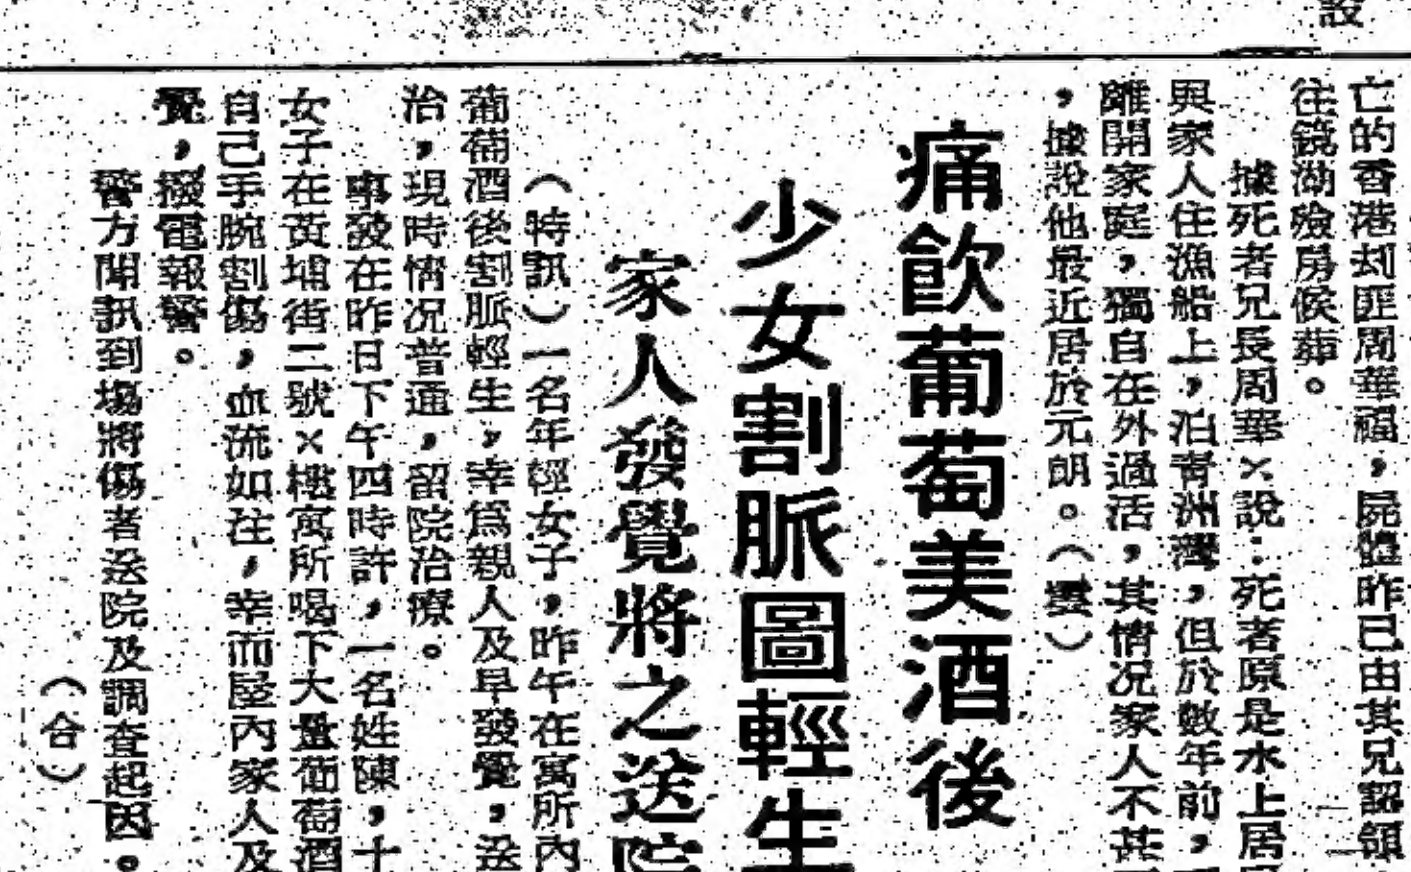 設
亡的香港刦匪周華福，屍體昨已由其兄認領
往鏡湖殮房候葬。
據死者兄長周華×說：死者原是水上居
與家人住漁船上，泊青洲灣，但於數年前，
離開家庭，獨自在外過活，其情況家人不甚
，據說他最近居於元朗。（雙）
痛飲葡萄美酒後
少女割脈圖輕生
家人發覺將之送院
（特訊）一名年輕女子，昨午在寓所內
葡萄酒後割脈輕生，幸爲親人及早發覺，送
治，現時情況普通，留院治療。
事發在昨日下午四時許，一名姓陳，十
女子在黃埔街二號×樓寓所喝下大量葡萄酒
自己手腕割傷，血流如注，幸而屋內家人及
覺，撥電報警。
警方聞訊到場將傷者送院及調查起因。
（合）